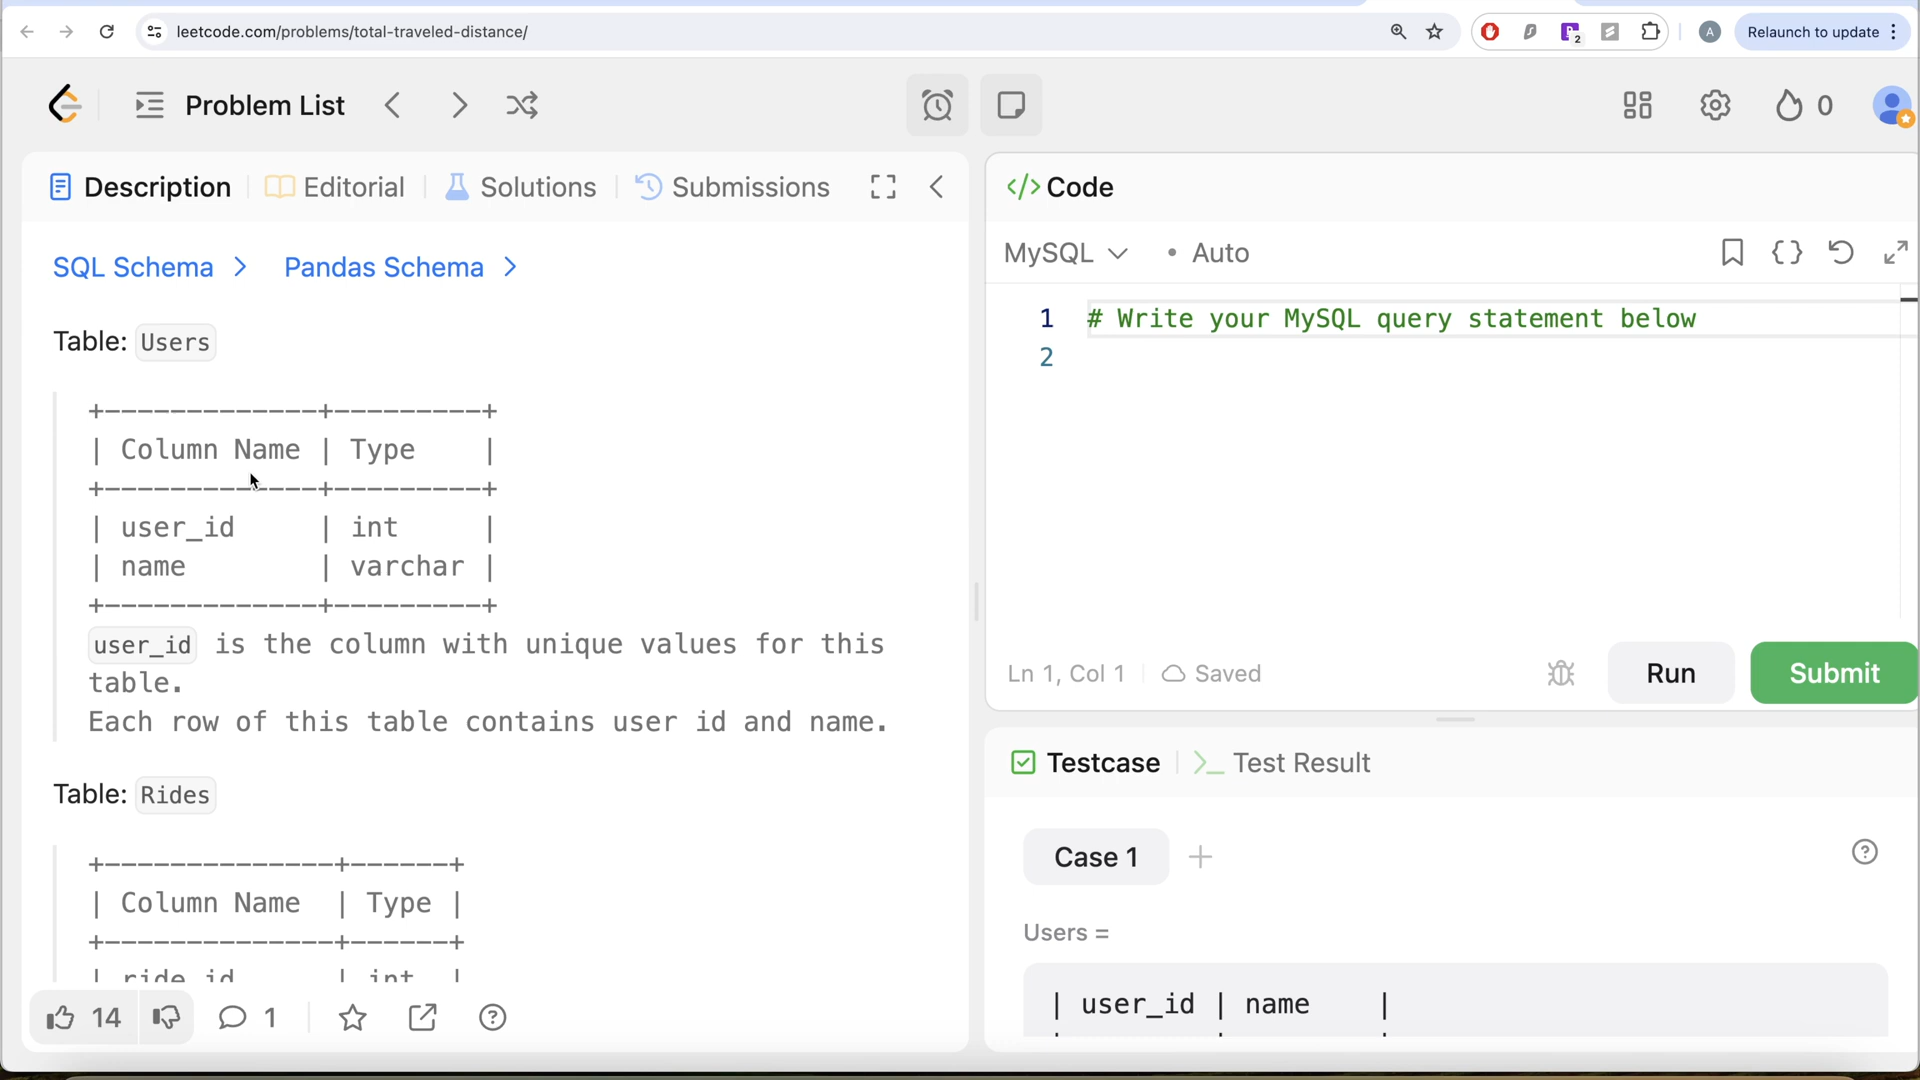 leetcode.com/problems/total-traveled-distance/
2
A
Relaunch to update
Problem List
0
Description
Editorial
Solutions
Submissions
SQL Schema
Pandas Schema
Table: Users
+-------------+---------+
| Column Name | Type    |
+-------------+---------+
| user_id     | int     |
| name        | varchar |
+-------------+---------+
user_id is the column with unique values for this
table.
Each row of this table contains user id and name.
Table: Rides
+--------------+------+
| Column Name  | Type |
+--------------+------+
| ride_id      | int  |
14
1
</> Code
MySQL
• Auto
1 # Write your MySQL query statement below
2
Ln 1, Col 1
Saved
Run
Submit
Testcase
>_ Test Result
Case 1
Users =
| user_id | name    |